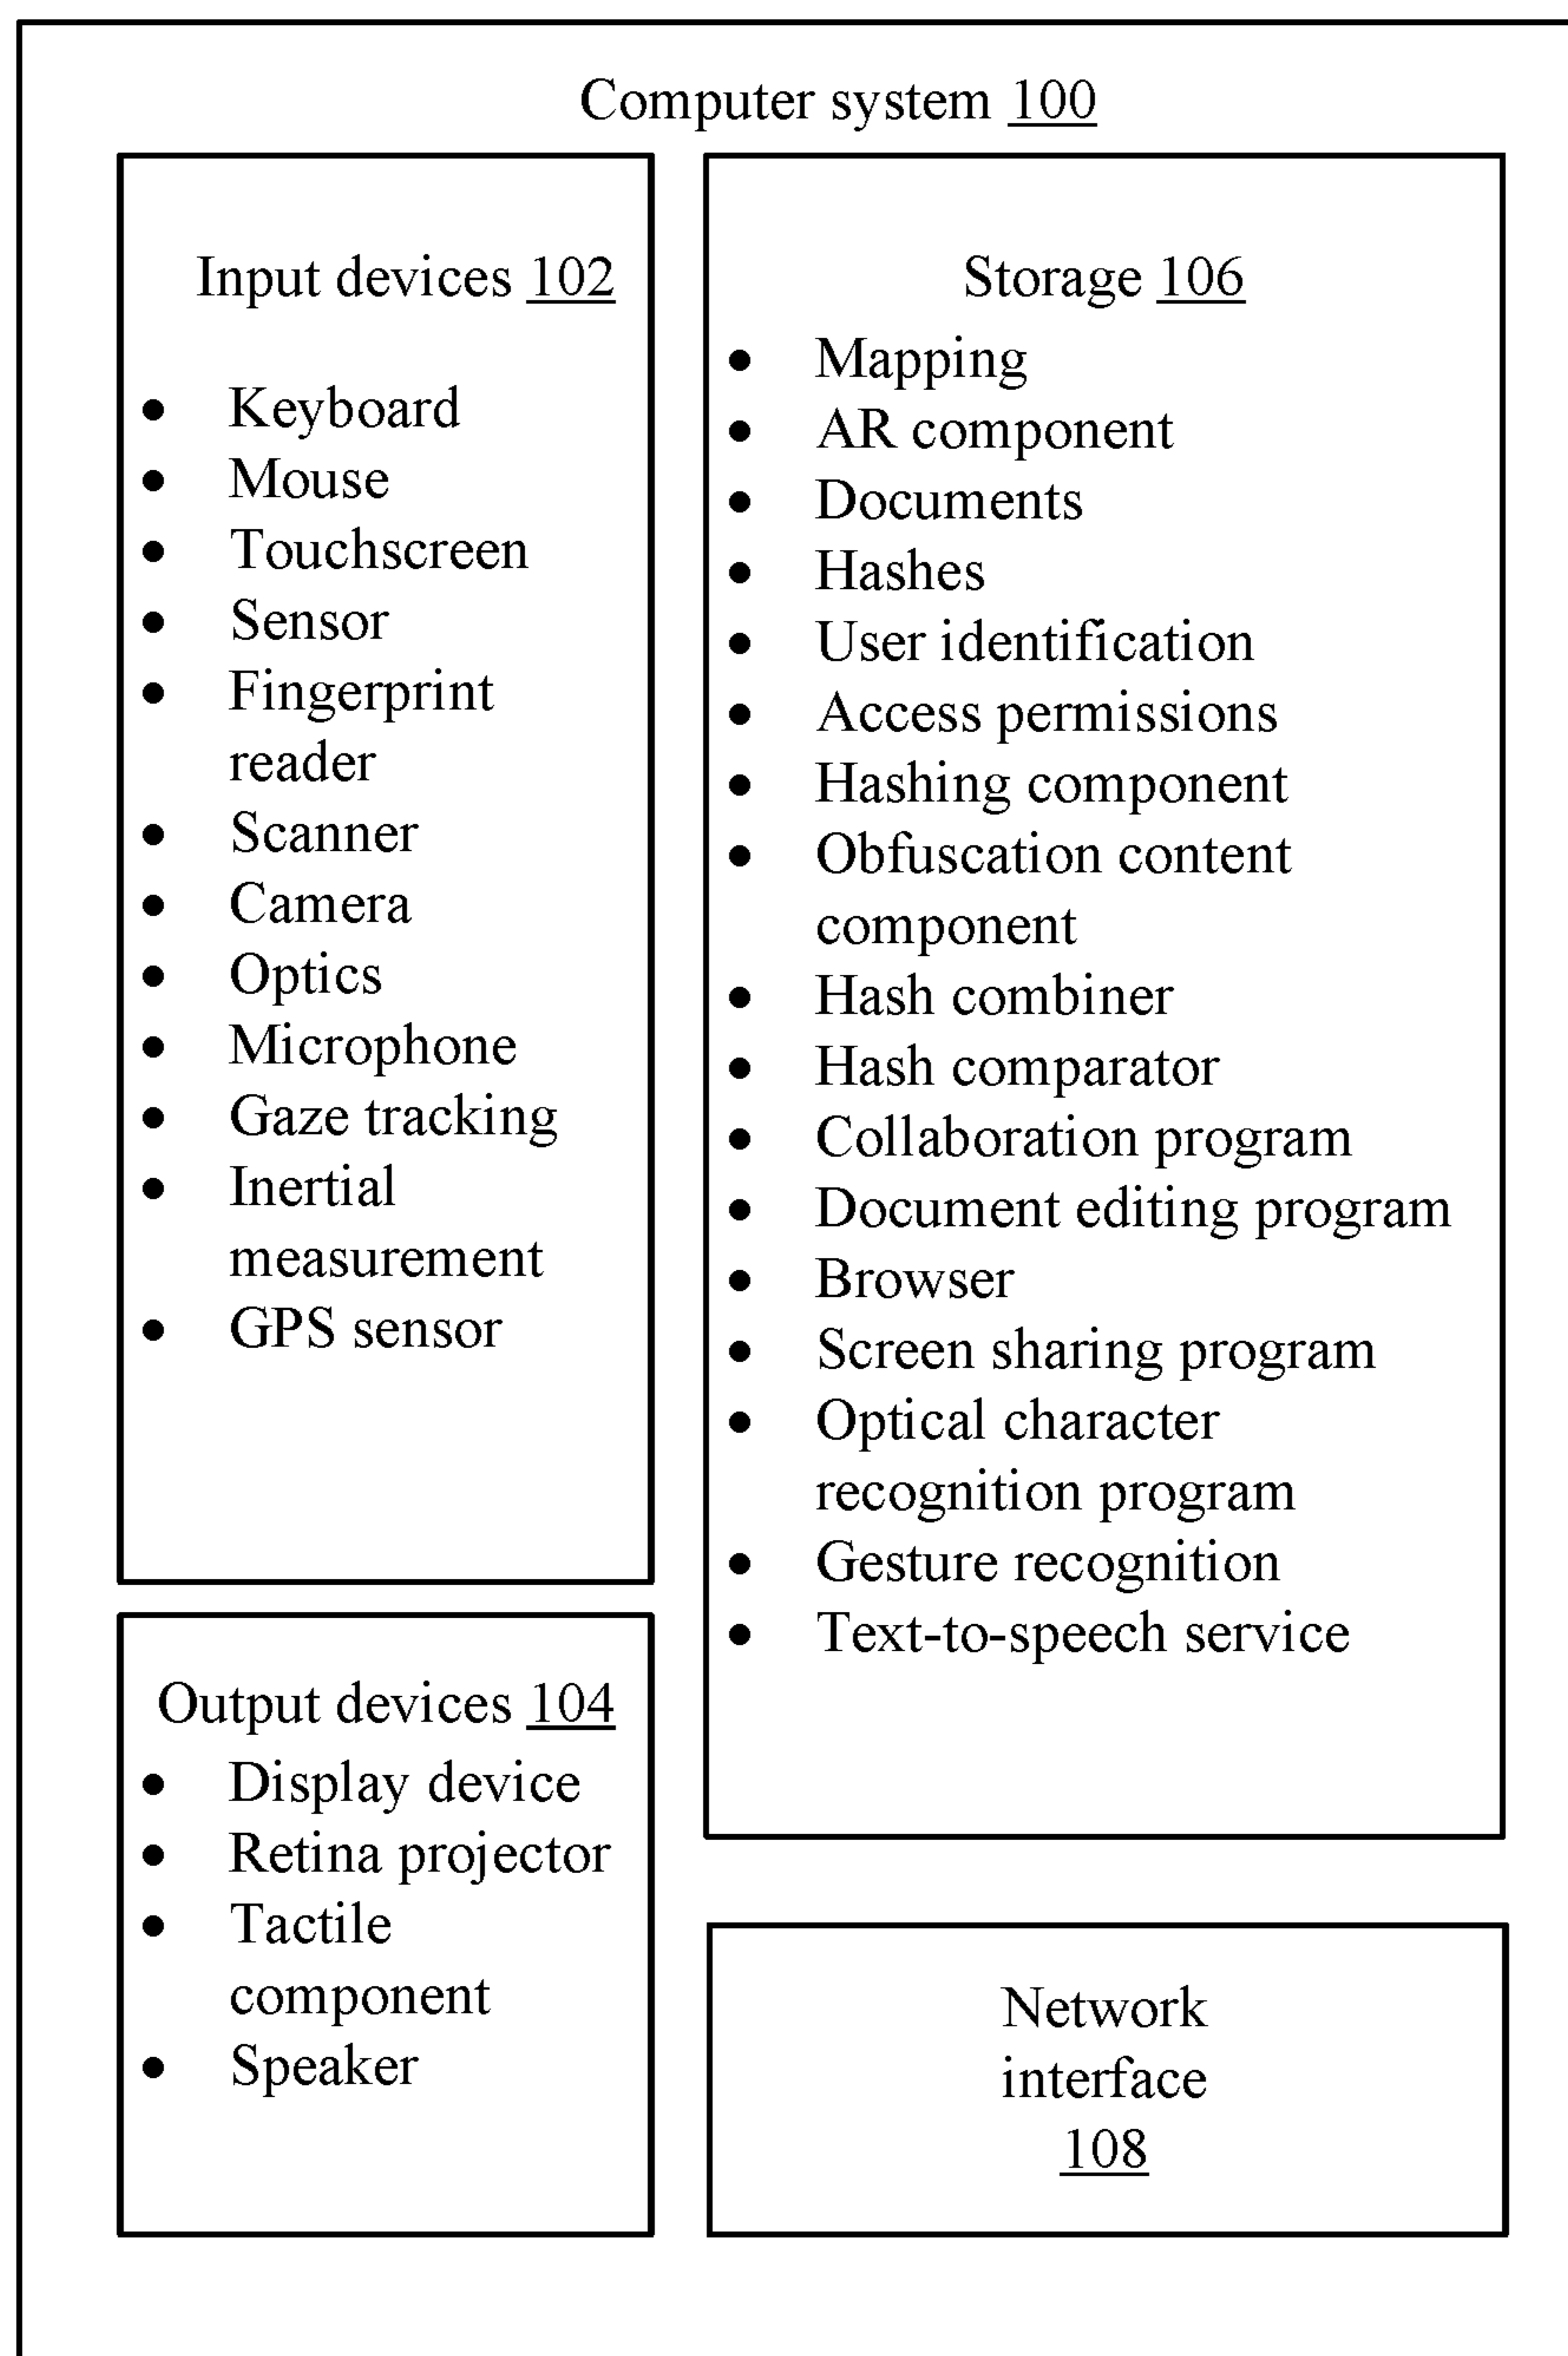 Computer system 100
Input devices 102
• Keyboard
• Mouse
• Touchscreen
• Sensor
• Fingerprint
reader
• Scanner
• Camera
• Optics
• Microphone
• Gaze tracking
• Inertial
measurement
• GPS sensor
Output devices 104
• Display device
• Retina projector
• Tactile
component
• Speaker
Storage 106
• Mapping
• AR component
• Documents
• Hashes
• User identification
• Access permissions
• Hashing component
• Obfuscation content
component
• Hash combiner
• Hash comparator
• Collaboration program
• Document editing program
• Browser
• Screen sharing program
• Optical character
recognition program
• Gesture recognition
• Text-to-speech service
Network
interface
108